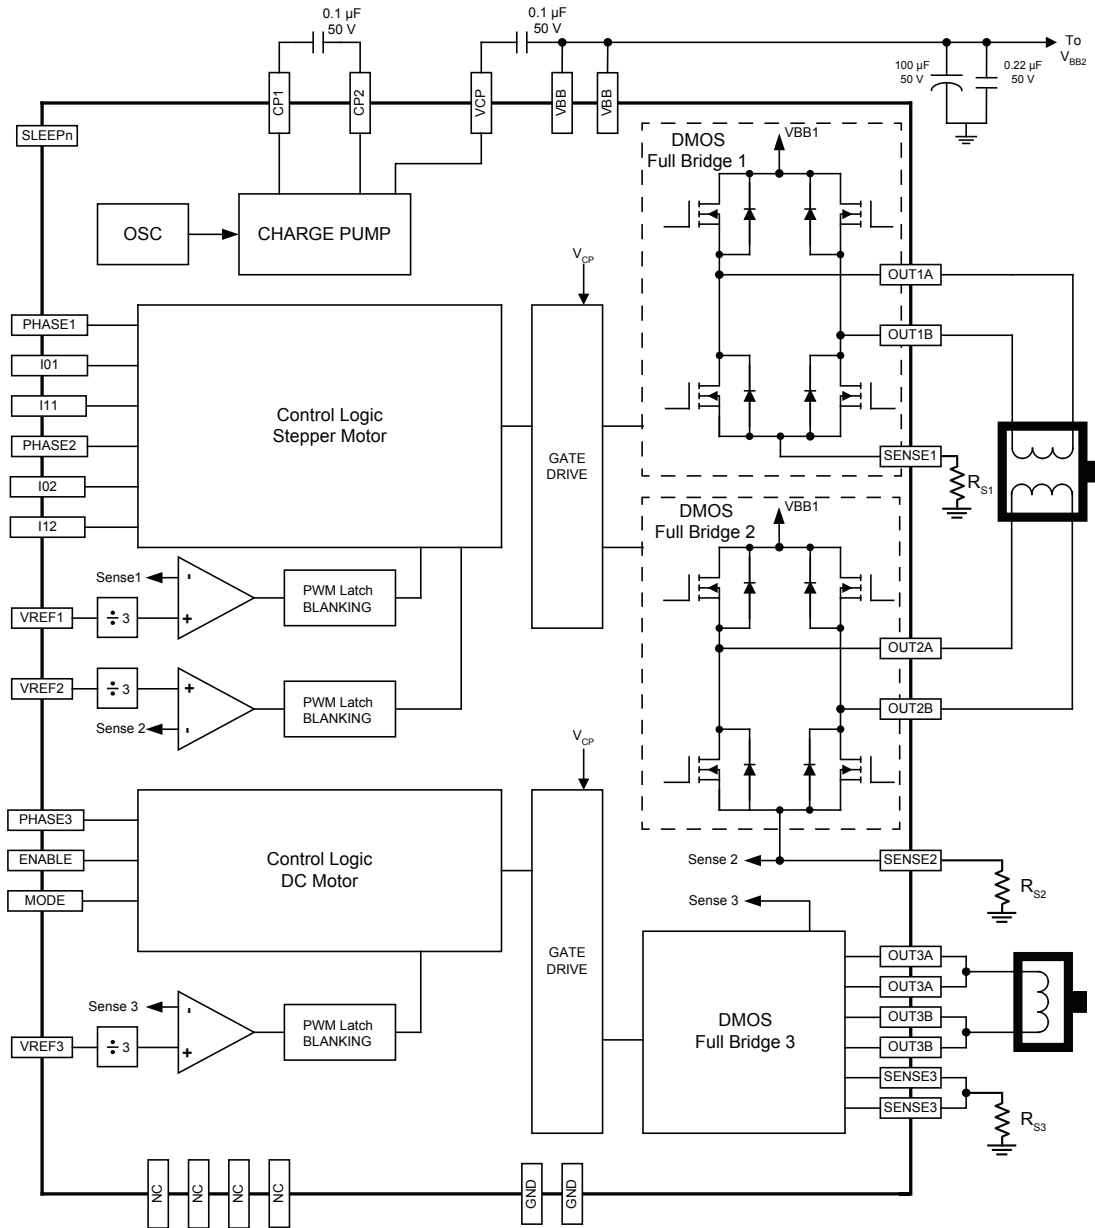 0.1 µF
50 V
0.1 µF
50 V
To
VBB2
100 µF
50 V
0.22 µF
50 V
CP1
CP2
VCP
VBB
VBB
SLEEPn
DMOS
Full Bridge 1
VBB1
OSC
CHARGE PUMP
VCP
OUT1A
PHASE1
OUT1B
I01
I11
Control Logic
Stepper Motor
PHASE2
GATE
DRIVE
SENSE1
RS1
I02
I12
DMOS
Full Bridge 2
VBB1
Sense1
-
PWM Latch
BLANKING
VREF1
÷ 3
+
OUT2A
VREF2
÷ 3
+
PWM Latch
BLANKING
OUT2B
Sense 2
-
VCP
PHASE3
ENABLE
MODE
Control Logic
DC Motor
Sense 2
SENSE2
RS2
Sense 3
GATE
DRIVE
OUT3A
OUT3A
OUT3B
OUT3B
SENSE3
SENSE3
DMOS
Full Bridge 3
RS3
Sense 3
-
PWM Latch
BLANKING
VREF3
÷ 3
+
NC
NC
NC
NC
GND
GND